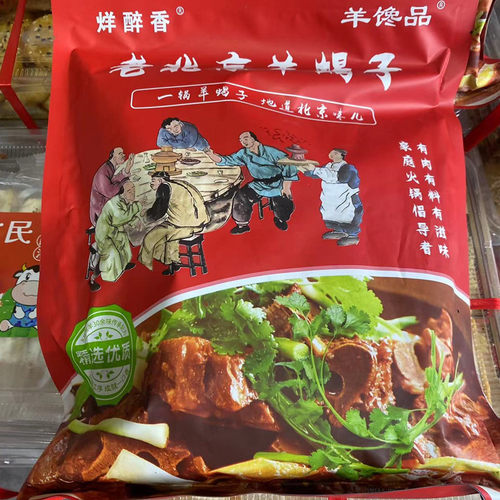 烊醉香
羊馋品
老北京羊蝎子
一锅羊蝎子 地道北京味儿
有肉有料有滋味
家庭火锅倡导者
精选优质
民